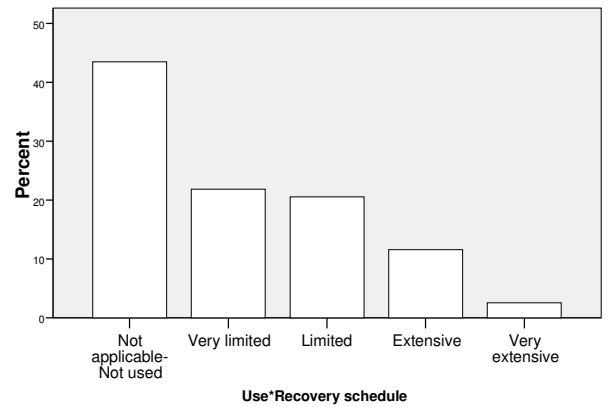 50
40
30
20
10
0
Percent
Not
applicable-
Not used
Very limited
Limited
Extensive
Very
extensive
Use*Recovery schedule